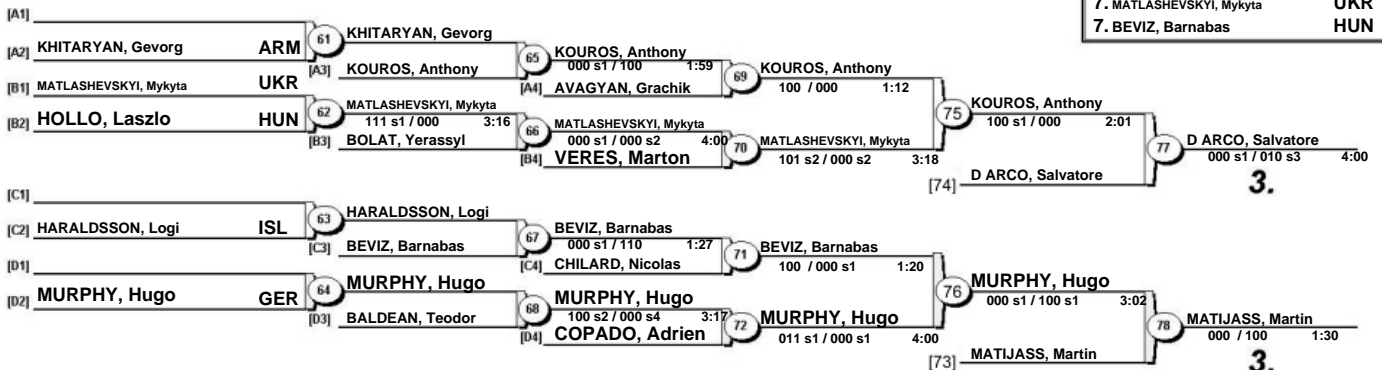 7. MATLASHEVSKYI, Mykyta UKR
7. BEVIZ, Barnabas HUN
[A1]
[A2] KHITARYAN, Gevorg ARM
61
KHITARYAN, Gevorg
[A3] KOUROS, Anthony
65
KOUROS, Anthony
000 s1 / 100 1:59
[A4] AVAGYAN, Grachik
69
KOUROS, Anthony
100 / 000 1:12
[B1] MATLASHEVSKYI, Mykyta UKR
[B2] HOLLO, Laszlo HUN
62
MATLASHEVSKYI, Mykyta
111 s1 / 000 3:16
[B3] BOLAT, Yerassyl
66
MATLASHEVSKYI, Mykyta
000 s1 / 000 s2 4:00
[B4] VERES, Marton
70
MATLASHEVSKYI, Mykyta
101 s2 / 000 s2 3:18
75
KOUROS, Anthony
100 s1 / 000 2:01
[74] D ARCO, Salvatore
77
D ARCO, Salvatore
000 s1 / 010 s3 4:00
3.
[C1]
[C2] HARALDSSON, Logi ISL
63
HARALDSSON, Logi
[C3] BEVIZ, Barnabas
67
BEVIZ, Barnabas
000 s1 / 110 1:27
[C4] CHILARD, Nicolas
71
BEVIZ, Barnabas
100 / 000 s1 1:20
[D1]
[D2] MURPHY, Hugo GER
64
MURPHY, Hugo
[D3] BALDEAN, Teodor
68
MURPHY, Hugo
100 s2 / 000 s4 3:17
[D4] COPADO, Adrien
72
MURPHY, Hugo
011 s1 / 000 s1 4:00
76
MURPHY, Hugo
000 s1 / 100 s1 3:02
[73] MATIJASS, Martin
78
MATIJASS, Martin
000 / 100 1:30
3.